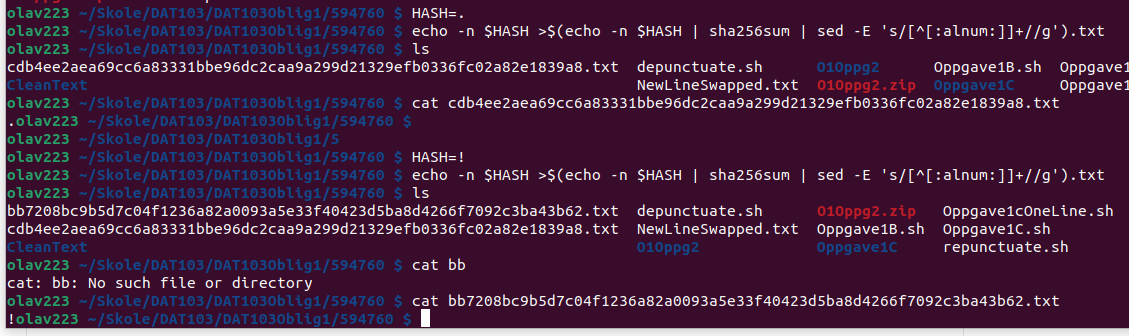 olav223 ~/Skole/DAT103/DAT103Oblig1/594760 $ HASH=.
olav223 ~/Skole/DAT103/DAT103Oblig1/594760 $ echo -n $HASH >$(echo -n $HASH | sha256sum | sed -E 's/[^[:alnum:]]+//g').txt
olav223 ~/Skole/DAT103/DAT103Oblig1/594760 $ ls
cdb4ee2aea69cc6a83331bbe96dc2caa9a299d21329efb0336fc02a82e1839a8.txt  depunctuate.sh      O1Oppg2      Oppgave1B.sh  Oppgave1
CleanText                                                             NewLineSwapped.txt  O1Oppg2.zip  Oppgave1C     Oppgave1
olav223 ~/Skole/DAT103/DAT103Oblig1/594760 $ cat cdb4ee2aea69cc6a83331bbe96dc2caa9a299d21329efb0336fc02a82e1839a8.txt
.olav223 ~/Skole/DAT103/DAT103Oblig1/594760 $
olav223 ~/Skole/DAT103/DAT103Oblig1/5
olav223 ~/Skole/DAT103/DAT103Oblig1/594760 $ HASH=!
olav223 ~/Skole/DAT103/DAT103Oblig1/594760 $ echo -n $HASH >$(echo -n $HASH | sha256sum | sed -E 's/[^[:alnum:]]+//g').txt
olav223 ~/Skole/DAT103/DAT103Oblig1/594760 $ ls
bb7208bc9b5d7c04f1236a82a0093a5e33f40423d5ba8d4266f7092c3ba43b62.txt  depunctuate.sh      O1Oppg2.zip   Oppgave1cOneLine.sh
cdb4ee2aea69cc6a83331bbe96dc2caa9a299d21329efb0336fc02a82e1839a8.txt  NewLineSwapped.txt  Oppgave1B.sh  Oppgave1C.sh
CleanText                                                             O1Oppg2             Oppgave1C     repunctuate.sh
olav223 ~/Skole/DAT103/DAT103Oblig1/594760 $ cat bb
cat: bb: No such file or directory
olav223 ~/Skole/DAT103/DAT103Oblig1/594760 $ cat bb7208bc9b5d7c04f1236a82a0093a5e33f40423d5ba8d4266f7092c3ba43b62.txt
!olav223 ~/Skole/DAT103/DAT103Oblig1/594760 $